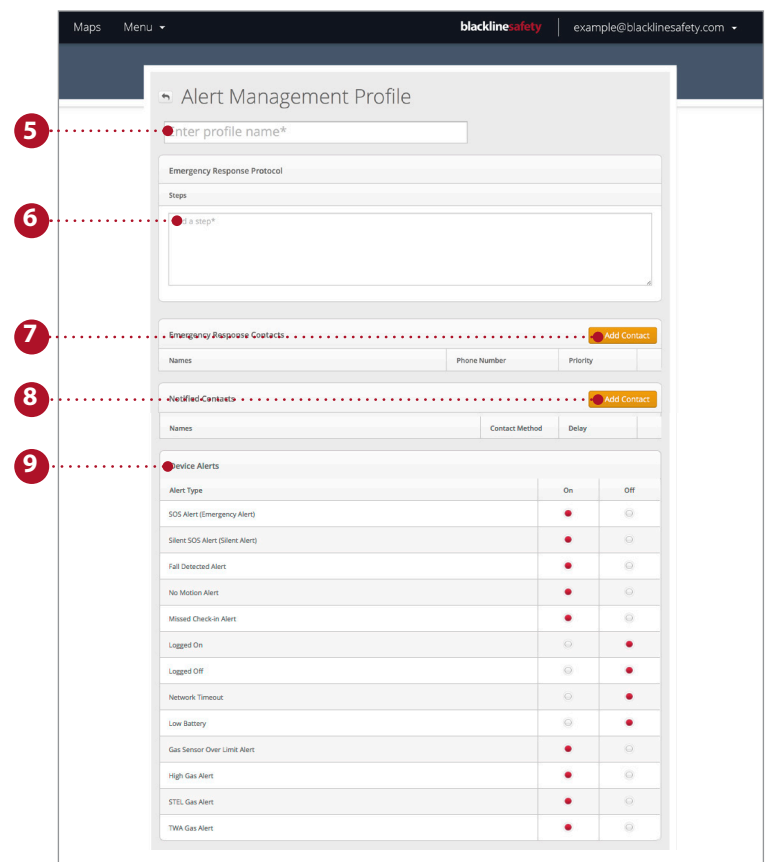 Maps Menu blacklinesafety example@blacklinesafety.com
Alert Management Profile
5 Enter profile name*
Emergency Response Protocol
Steps
6 d a step*
7 Emergency Response Contacts Add Contact
Names Phone Number Priority
8 Notified Contacts Add Contact
Names Contact Method Delay
9 Device Alerts
Alert Type On Off
SOS Alert (Emergency Alert)
Silent SOS Alert (Silent Alert)
Fall Detected Alert
No Motion Alert
Missed Check-in Alert
Logged On
Logged Off
Network Timeout
Low Battery
Gas Sensor Over Limit Alert
High Gas Alert
STEL Gas Alert
TWA Gas Alert